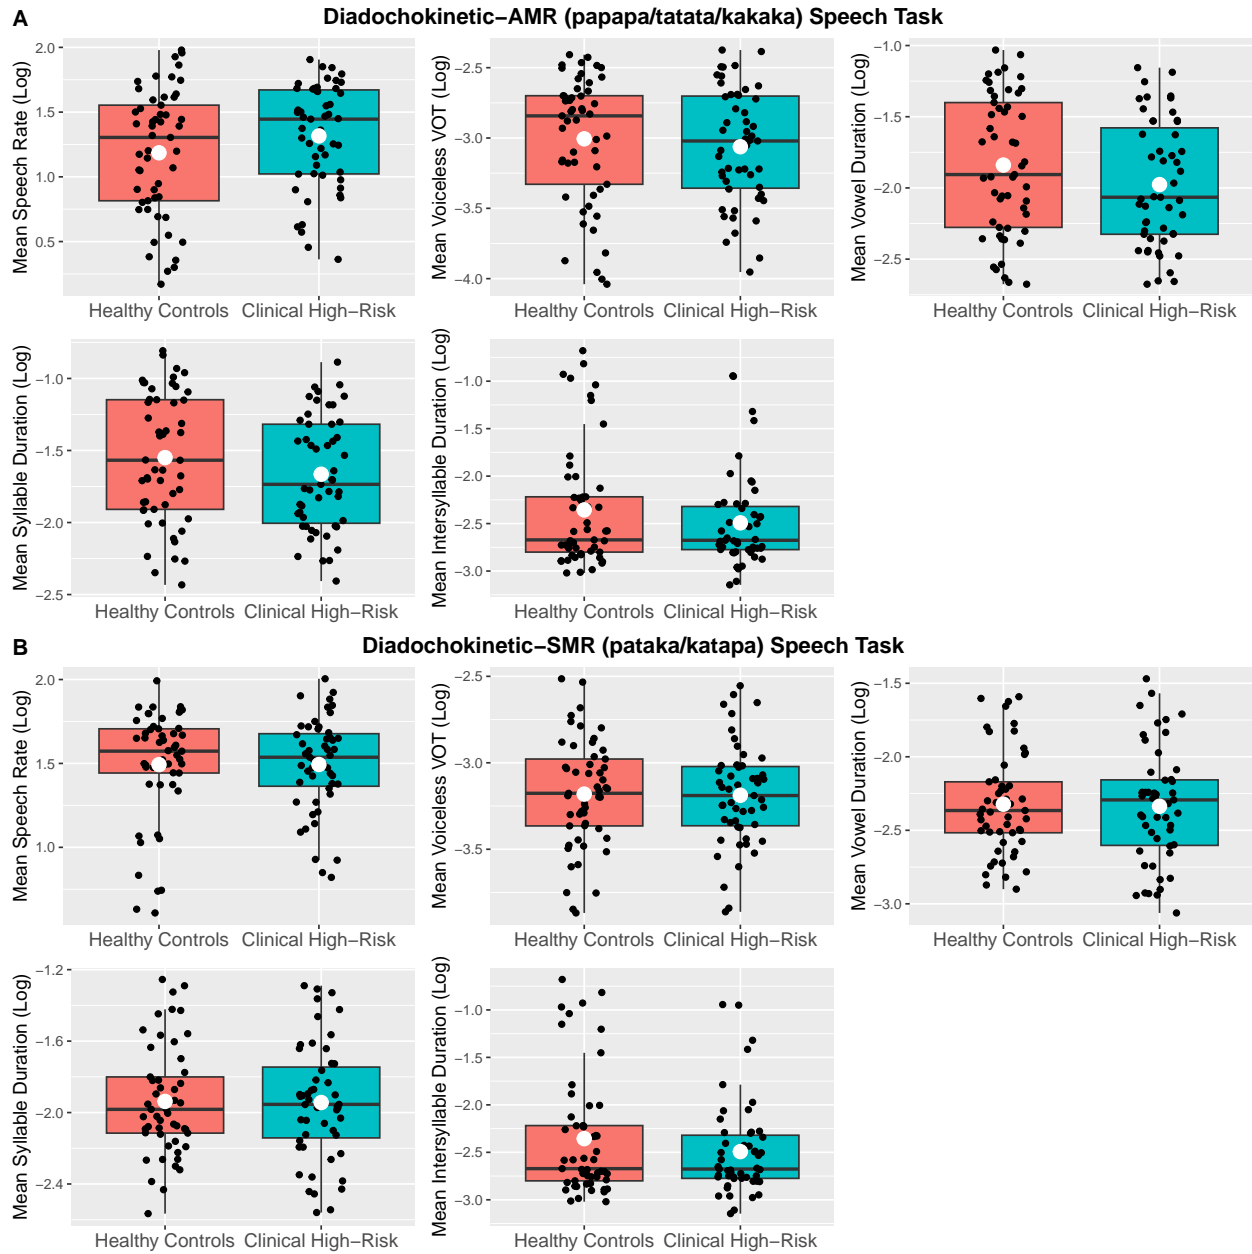 A
Diadochokinetic−AMR (papapa/tatata/kakaka) Speech Task
Mean Speech Rate (Log)
2.0
1.5
1.0
0.5
Healthy Controls
Clinical High−Risk
Mean Voiceless VOT (Log)
−2.5
−3.0
−3.5
−4.0
Healthy Controls
Clinical High−Risk
Mean Vowel Duration (Log)
−1.0
−1.5
−2.0
−2.5
Healthy Controls
Clinical High−Risk
Mean Syllable Duration (Log)
−1.0
−1.5
−2.0
−2.5
Healthy Controls
Clinical High−Risk
Mean Intersyllable Duration (Log)
−1.0
−1.5
−2.0
−2.5
−3.0
Healthy Controls
Clinical High−Risk
B
Diadochokinetic−SMR (pataka/katapa) Speech Task
Mean Speech Rate (Log)
2.0
1.5
1.0
Healthy Controls
Clinical High−Risk
Mean Voiceless VOT (Log)
−2.5
−3.0
−3.5
Healthy Controls
Clinical High−Risk
Mean Vowel Duration (Log)
−1.5
−2.0
−2.5
−3.0
Healthy Controls
Clinical High−Risk
Mean Syllable Duration (Log)
−1.2
−1.6
−2.0
−2.4
Healthy Controls
Clinical High−Risk
Mean Intersyllable Duration (Log)
−1.0
−1.5
−2.0
−2.5
−3.0
Healthy Controls
Clinical High−Risk